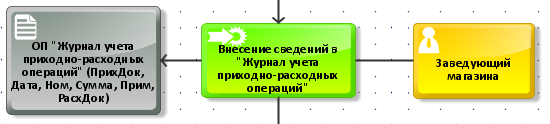 ОП "Журнал учета
приходно-расходных
операций" (ПрихДок,
Дата, Ном, Сумма, Прим,
РасхДок)
Внесение сведений в
"Журнал учета
приходно-расходных
операций"
Заведующий
магазина